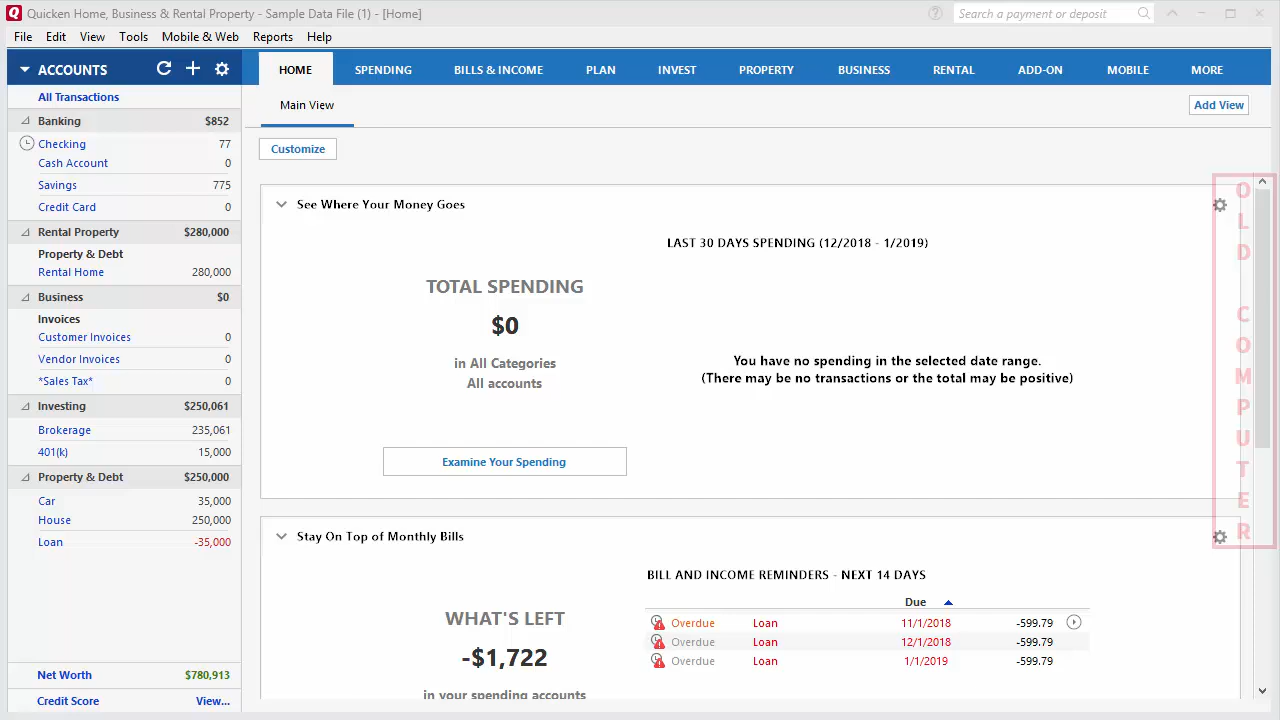 Quicken Home, Business & Rental Property - Sample Data File (1) - [Home]
Search a payment or deposit
File Edit View Tools Mobile & Web Reports Help
ACCOUNTS
HOME SPENDING BILLS & INCOME PLAN INVEST PROPERTY BUSINESS RENTAL ADD-ON MOBILE MORE
All Transactions
Banking $852
Checking 77
Cash Account 0
Savings 775
Credit Card 0
Rental Property $280,000
Property & Debt
Rental Home 280,000
Business $0
Invoices
Customer Invoices 0
Vendor Invoices 0
*Sales Tax* 0
Investing $250,061
Brokerage 235,061
401(k) 15,000
Property & Debt $250,000
Car 35,000
House 250,000
Loan -35,000
Net Worth $780,913
Credit Score View...
Main View
Add View
Customize
See Where Your Money Goes
LAST 30 DAYS SPENDING (12/2018 - 1/2019)
TOTAL SPENDING
$0
in All Categories
All accounts
You have no spending in the selected date range.
(There may be no transactions or the total may be positive)
Examine Your Spending
Stay On Top of Monthly Bills
BILL AND INCOME REMINDERS - NEXT 14 DAYS
WHAT'S LEFT
-$1,722
in your spending accounts
Due
Overdue Loan 11/1/2018 -599.79
Overdue Loan 12/1/2018 -599.79
Overdue Loan 1/1/2019 -599.79
OLD COMPUTER